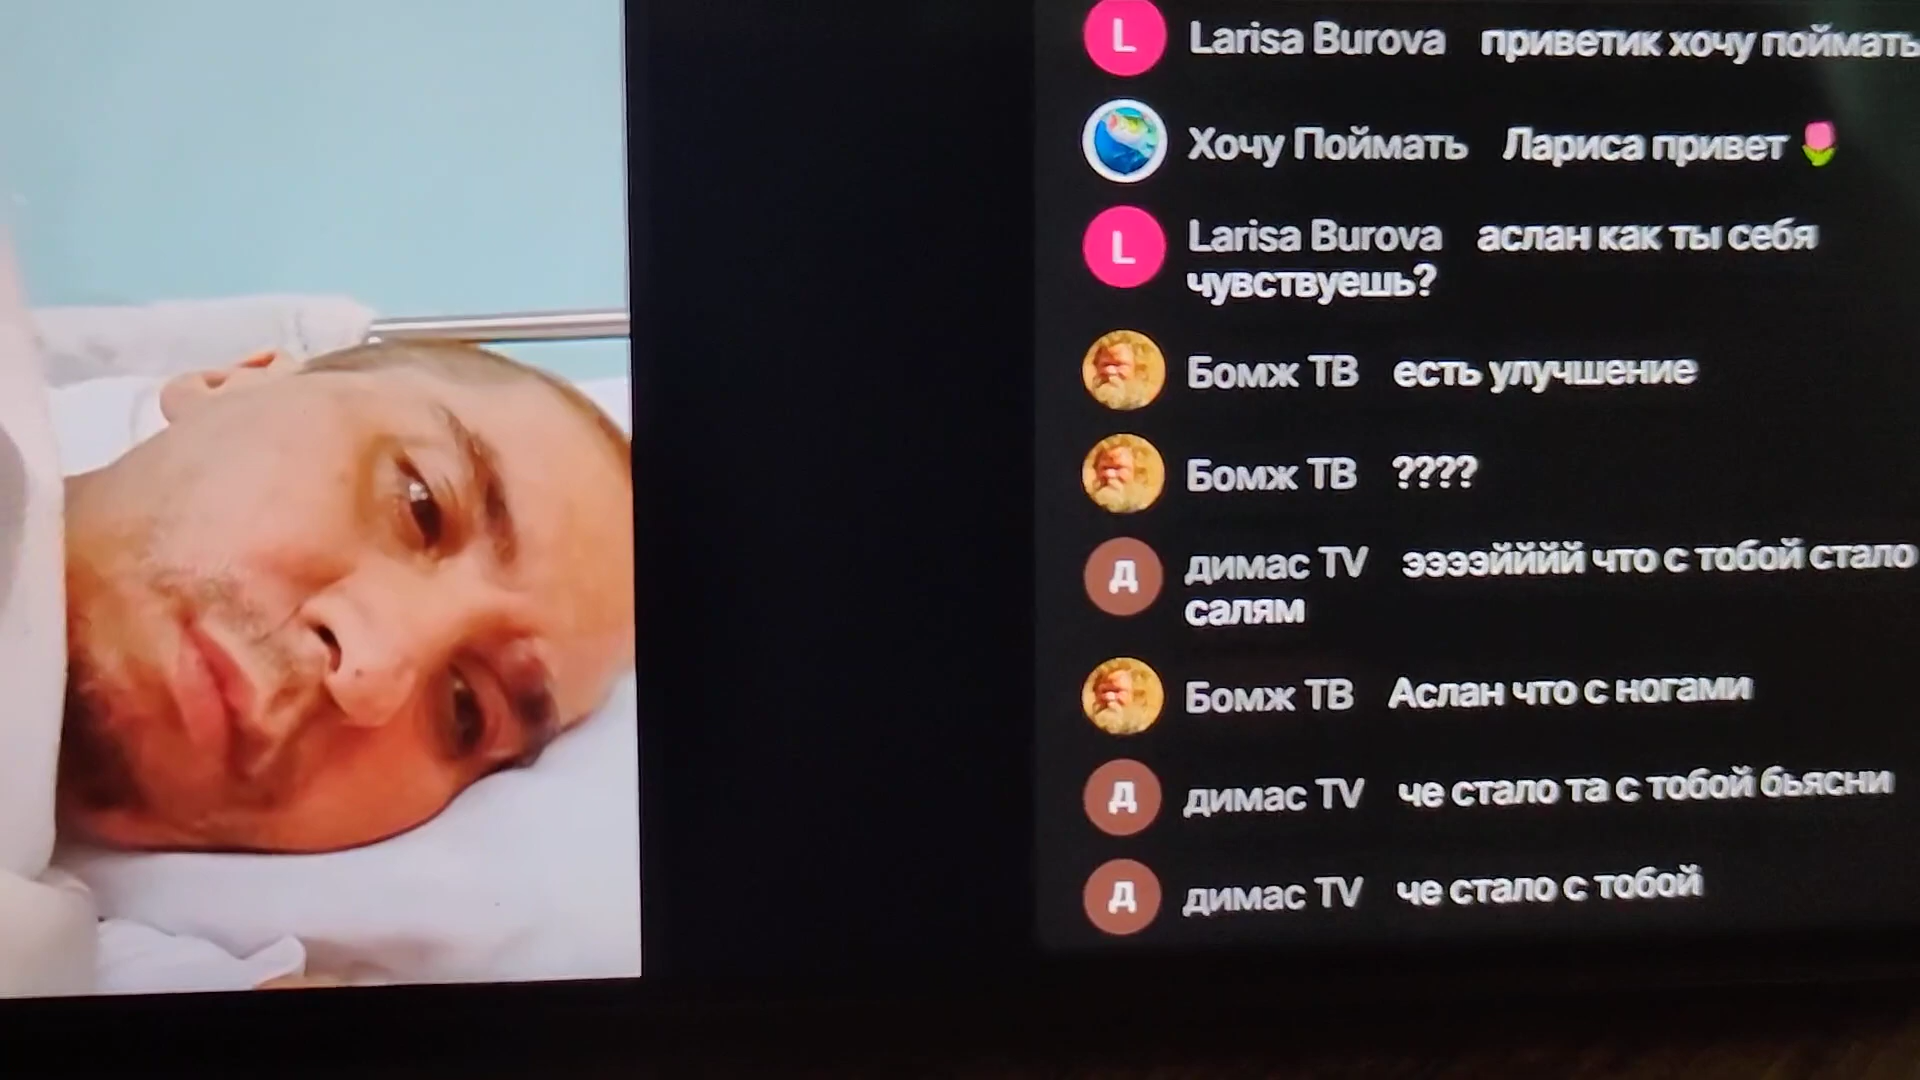 L Larisa Burova приветик хочу поймать
Хочу Поймать Лариса привет
L Larisa Burova аслан как ты себя
чувствуешь?
Бомж ТВ есть улучшение
Бомж ТВ ????
Д димас TV ээээйййй что с тобой стало
салям
Бомж ТВ Аслан что с ногами
Д димас TV че стало та с тобой бьясни
Д димас TV че стало с тобой